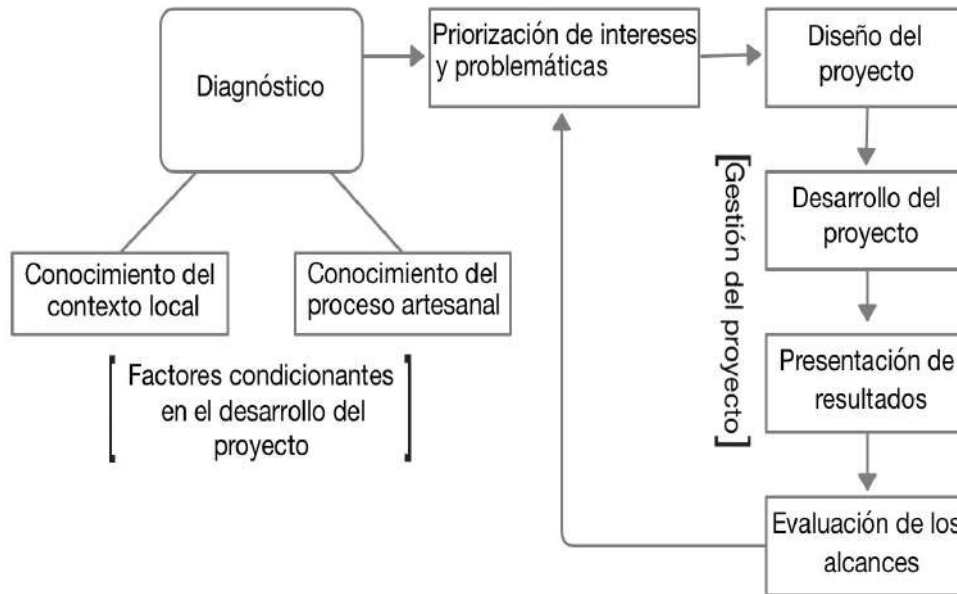 Diagnóstico
Priorización de intereses
y problemáticas
Diseño del
proyecto
Desarrollo del
proyecto
Presentación de
resultados
Evaluación de los
alcances
[Gestión del proyecto]
Conocimiento del
contexto local
Conocimiento del
proceso artesanal
[Factores condicionantes
en el desarrollo del
proyecto]